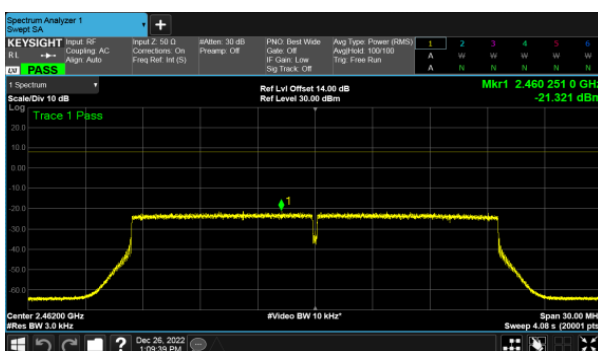 Spectrum Analyzer 1
Swept SA
+
KEYSIGHT Input: RF Input Z: 50 Ω #Atten: 30 dB PNO: Best Wide Avg Type: Power (RMS) 1 2 3 4 5 6
RL Coupling: AC Corrections: On Preamp: Off Gate: Off Avg|Hold: 100/100 A W W W W W
Align: Auto Freq Ref: Int (S) IF Gain: Low Trig: Free Run
LXI PASS Sig Track: Off A N N N N N
1 Spectrum Ref Lvl Offset 14.00 dB Mkr1 2.460 251 0 GHz
Scale/Div 10 dB Ref Level 30.00 dBm -21.321 dBm
Log Trace 1 Pass
20.0
10.0
0.00
-10.0
1
-20.0
-30.0
-40.0
-50.0
-60.0
Center 2.46200 GHz #Video BW 10 kHz* Span 30.00 MHz
#Res BW 3.0 kHz Sweep 4.08 s (20001 pts)
? Dec 26, 2022
1:09:39 PM